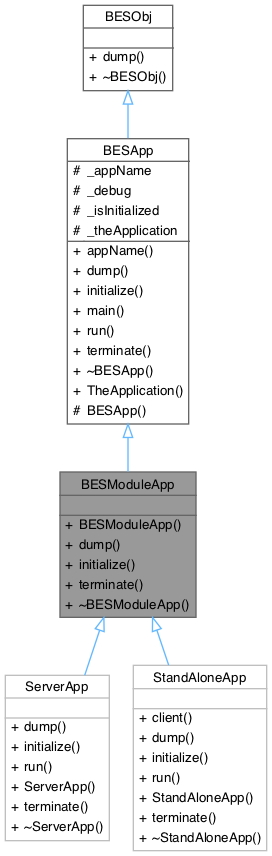 BESObj
+ dump()
+ ~BESObj()
BESApp
# _appName
# _debug
# _isInitialized
# _theApplication
+ appName()
+ dump()
+ initialize()
+ main()
+ run()
+ terminate()
+ ~BESApp()
+ TheApplication()
# BESApp()
BESModuleApp
+ BESModuleApp()
+ dump()
+ initialize()
+ terminate()
+ ~BESModuleApp()
ServerApp
+ dump()
+ initialize()
+ run()
+ ServerApp()
+ terminate()
+ ~ServerApp()
StandAloneApp
+ client()
+ dump()
+ initialize()
+ run()
+ StandAloneApp()
+ terminate()
+ ~StandAloneApp()